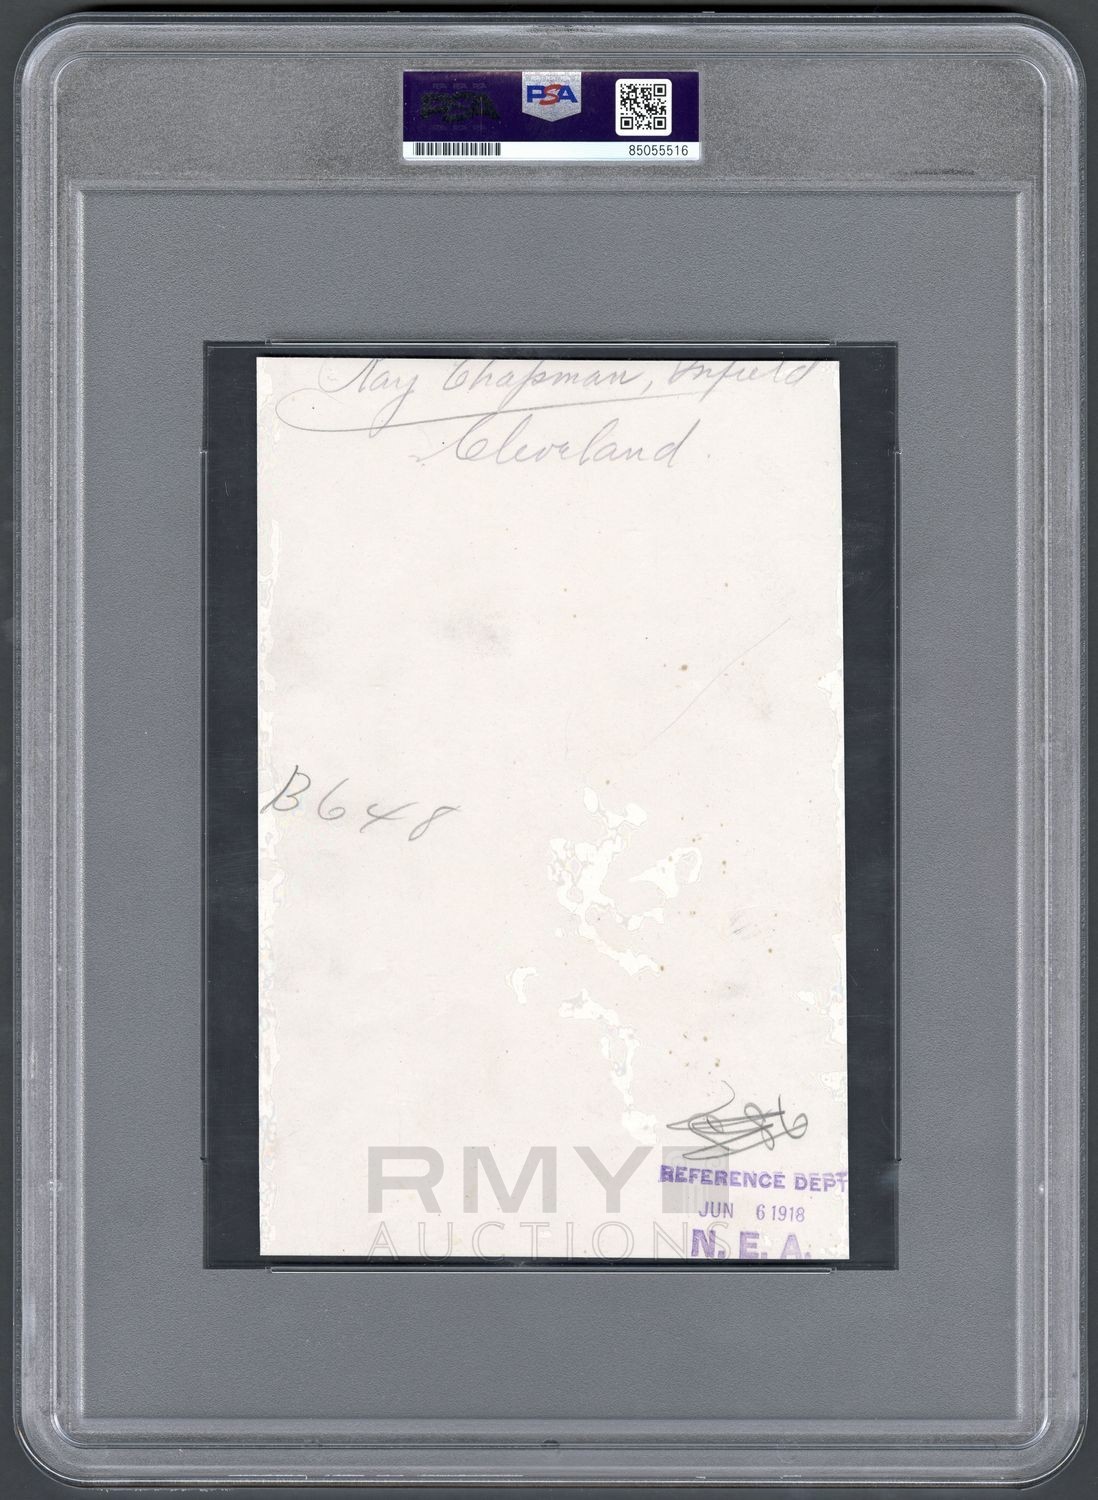 PSA
85055516
Ray Chapman, Infield
Cleveland.
B648
RMY
AUCTIONS
REFERENCE DEPT
JUN 6 1918
N. E. A.